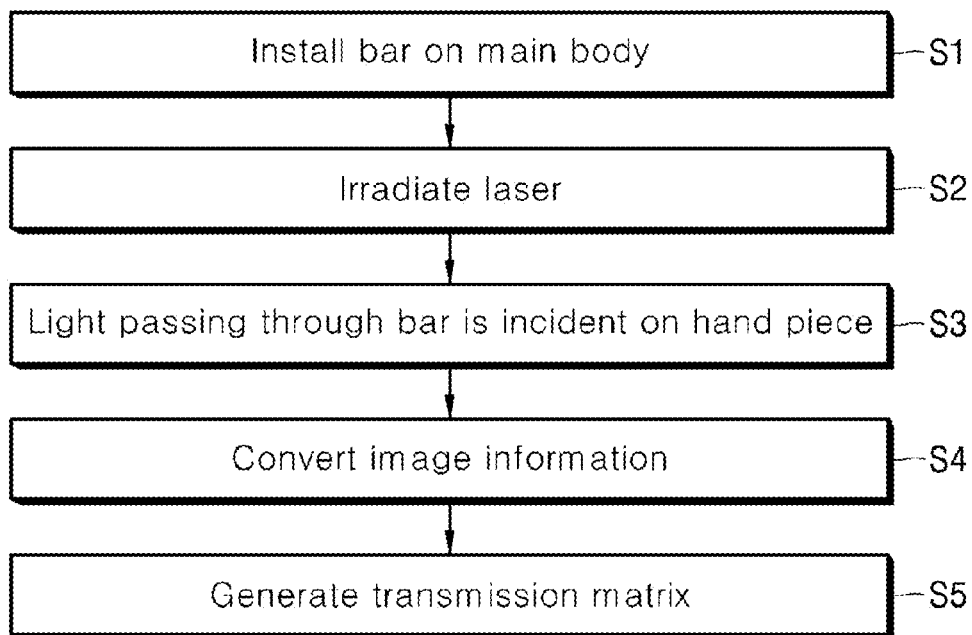 Install bar on main body S1
Irradiate laser S2
Light passing through bar is incident on hand piece S3
Convert image information S4
Generate transmission matrix S5